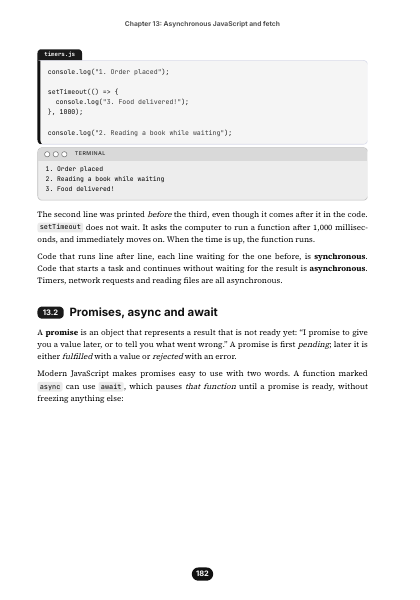 Chapter 13: Asynchronous JavaScript and fetch
timers.js
console.log("1. Order placed");
setTimeout(() => {
  console.log("3. Food delivered!");
}, 1000);
console.log("2. Reading a book while waiting");
TERMINAL
1. Order placed
2. Reading a book while waiting
3. Food delivered!
The second line was printed before the third, even though it comes after it in the code.
setTimeout does not wait. It asks the computer to run a function after 1,000 millisec-
onds, and immediately moves on. When the time is up, the function runs.
Code that runs line after line, each line waiting for the one before, is synchronous.
Code that starts a task and continues without waiting for the result is asynchronous.
Timers, network requests and reading files are all asynchronous.
13.2 Promises, async and await
A promise is an object that represents a result that is not ready yet: “I promise to give
you a value later, or to tell you what went wrong.” A promise is first pending; later it is
either fulfilled with a value or rejected with an error.
Modern JavaScript makes promises easy to use with two words. A function marked
async can use await, which pauses that function until a promise is ready, without
freezing anything else:
182